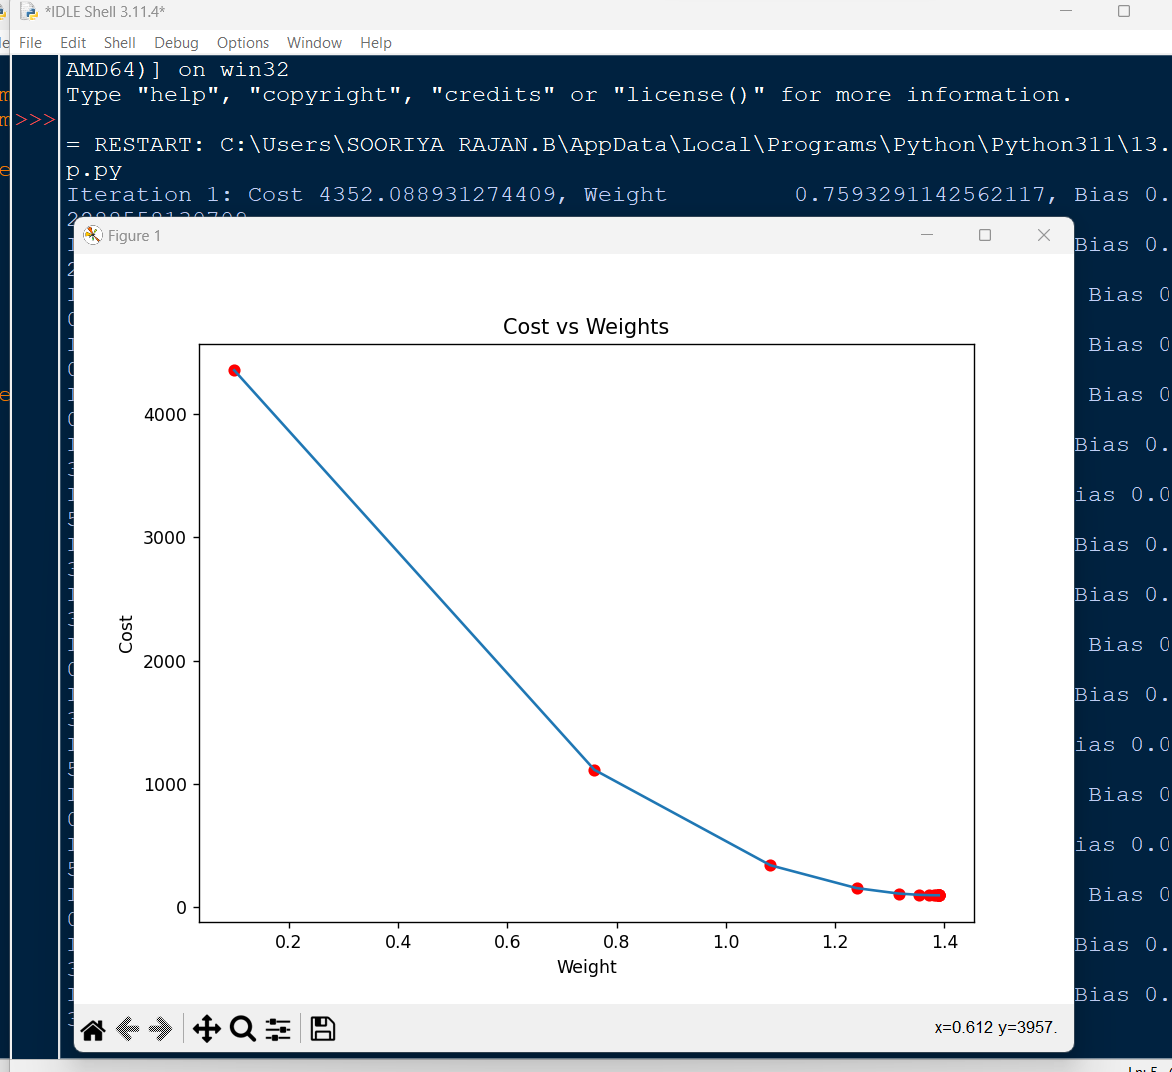 *IDLE Shell 3.11.4*
File Edit Shell Debug Options Window Help
AMD64)] on win32
Type "help", "copyright", "credits" or "license()" for more information.
>>>
= RESTART: C:\Users\SOORIYA RAJAN.B\AppData\Local\Programs\Python\Python311\13.
p.py
Iteration 1: Cost 4352.088931274409, Weight 0.7593291142562117, Bias 0.
Figure 1
Bias 0.
Bias 0
Bias 0
Bias 0
Bias 0.
ias 0.0
Bias 0.
Bias 0.
Bias 0
Bias 0.
ias 0.0
Bias 0
ias 0.0
Bias 0
Bias 0.
Bias 0.
Cost vs Weights
4000
3000
2000
1000
0
Cost
0.2 0.4 0.6 0.8 1.0 1.2 1.4
Weight
x=0.612 y=3957.